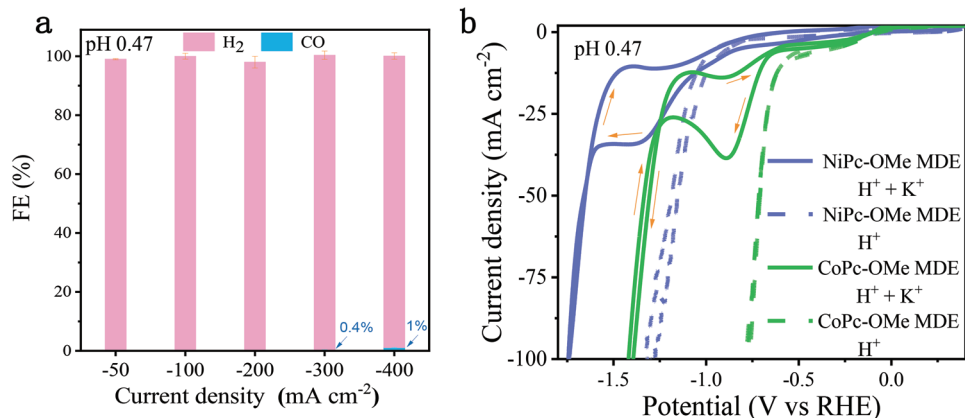 a
pH 0.47
H₂
CO
100
80
60
40
20
0
FE (%)
0.4%
1%
-50
-100
-200
-300
-400
Current density (mA cm⁻²)
b
pH 0.47
0
-25
-50
-75
-100
Current density (mA cm⁻²)
NiPc-OMe MDE
H⁺ + K⁺
NiPc-OMe MDE
H⁺
CoPc-OMe MDE
H⁺ + K⁺
CoPc-OMe MDE
H⁺
-1.5
-1.0
-0.5
0.0
Potential (V vs RHE)